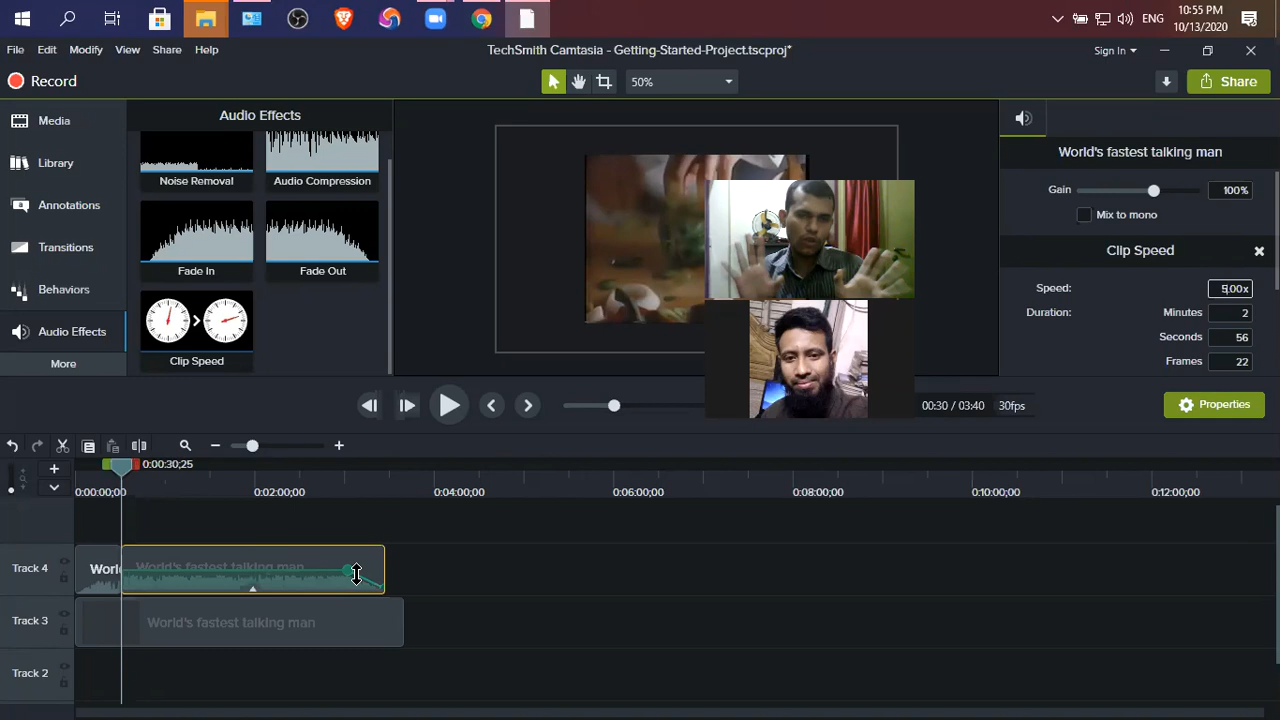 ENG
10:55 PM
10/13/2020
File Edit Modify View Share Help
TechSmith Camtasia - Getting-Started-Project.tscproj*
Sign In
Record
50%
Share
Media
Library
Annotations
Transitions
Behaviors
Audio Effects
More
Audio Effects
Noise Removal
Audio Compression
Fade In
Fade Out
Clip Speed
World's fastest talking man
Gain
100%
Mix to mono
Clip Speed
Speed:
5.00x
Duration:
Minutes
2
Seconds
56
Frames
22
00:30 / 03:40
30fps
Properties
0:00:30;25
0:00:00;00
0:02:00;00
0:04:00;00
0:06:00;00
0:08:00;00
0:10:00;00
0:12:00;00
Track 4
Worl
World's fastest talking man
Track 3
World's fastest talking man
Track 2